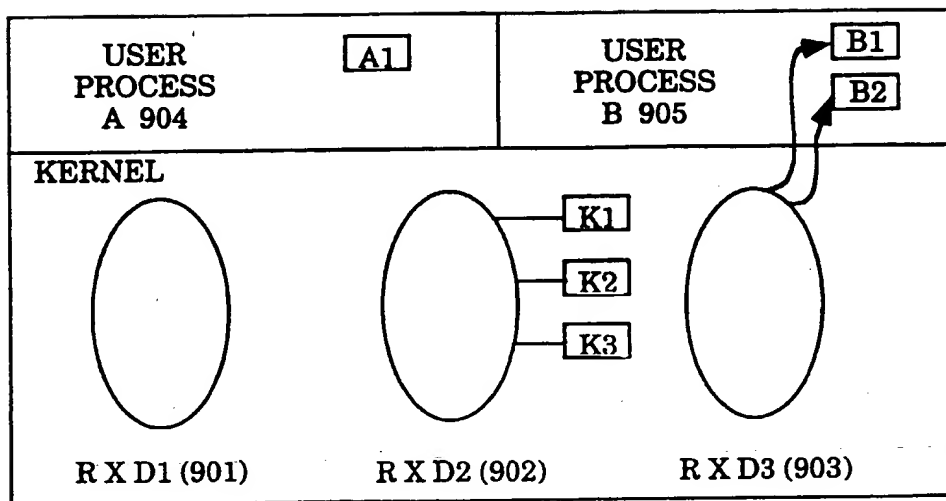 USER
PROCESS
A 904
A1
USER
PROCESS
B 905
B1
B2
KERNEL
K1
K2
K3
R X D1 (901)
R X D2 (902)
R X D3 (903)